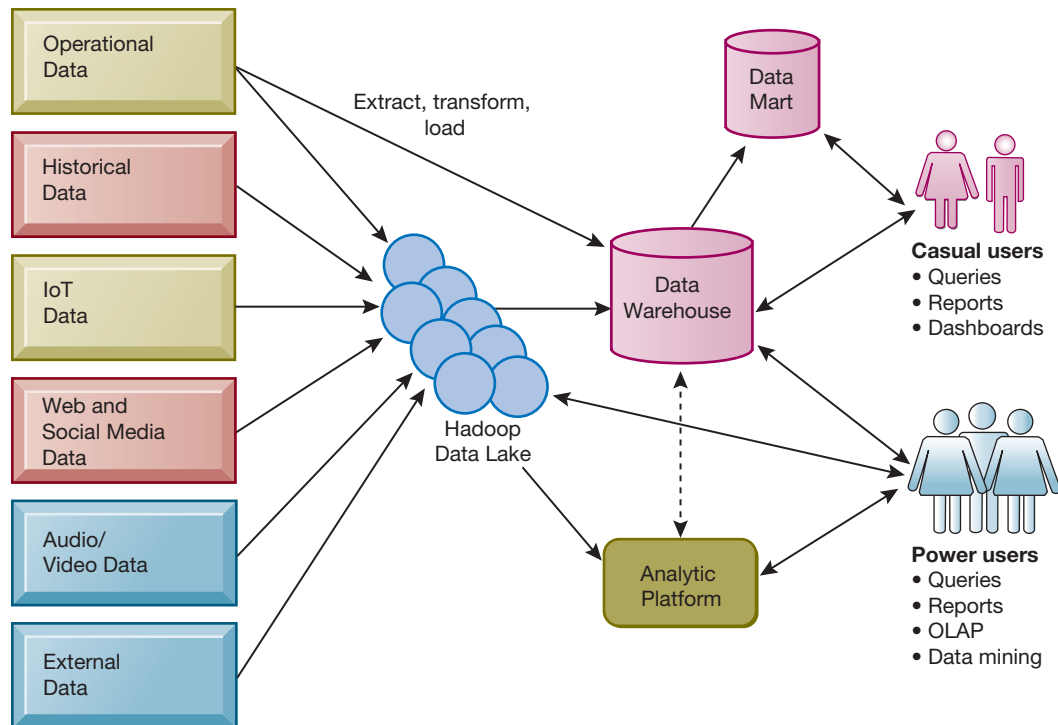 Operational
Data
Historical
Data
IoT
Data
Web and
Social Media
Data
Audio/
Video Data
External
Data
Extract, transform,
load
Hadoop
Data Lake
Data
Mart
Data
Warehouse
Analytic
Platform
Casual users
• Queries
• Reports
• Dashboards
Power users
• Queries
• Reports
• OLAP
• Data mining